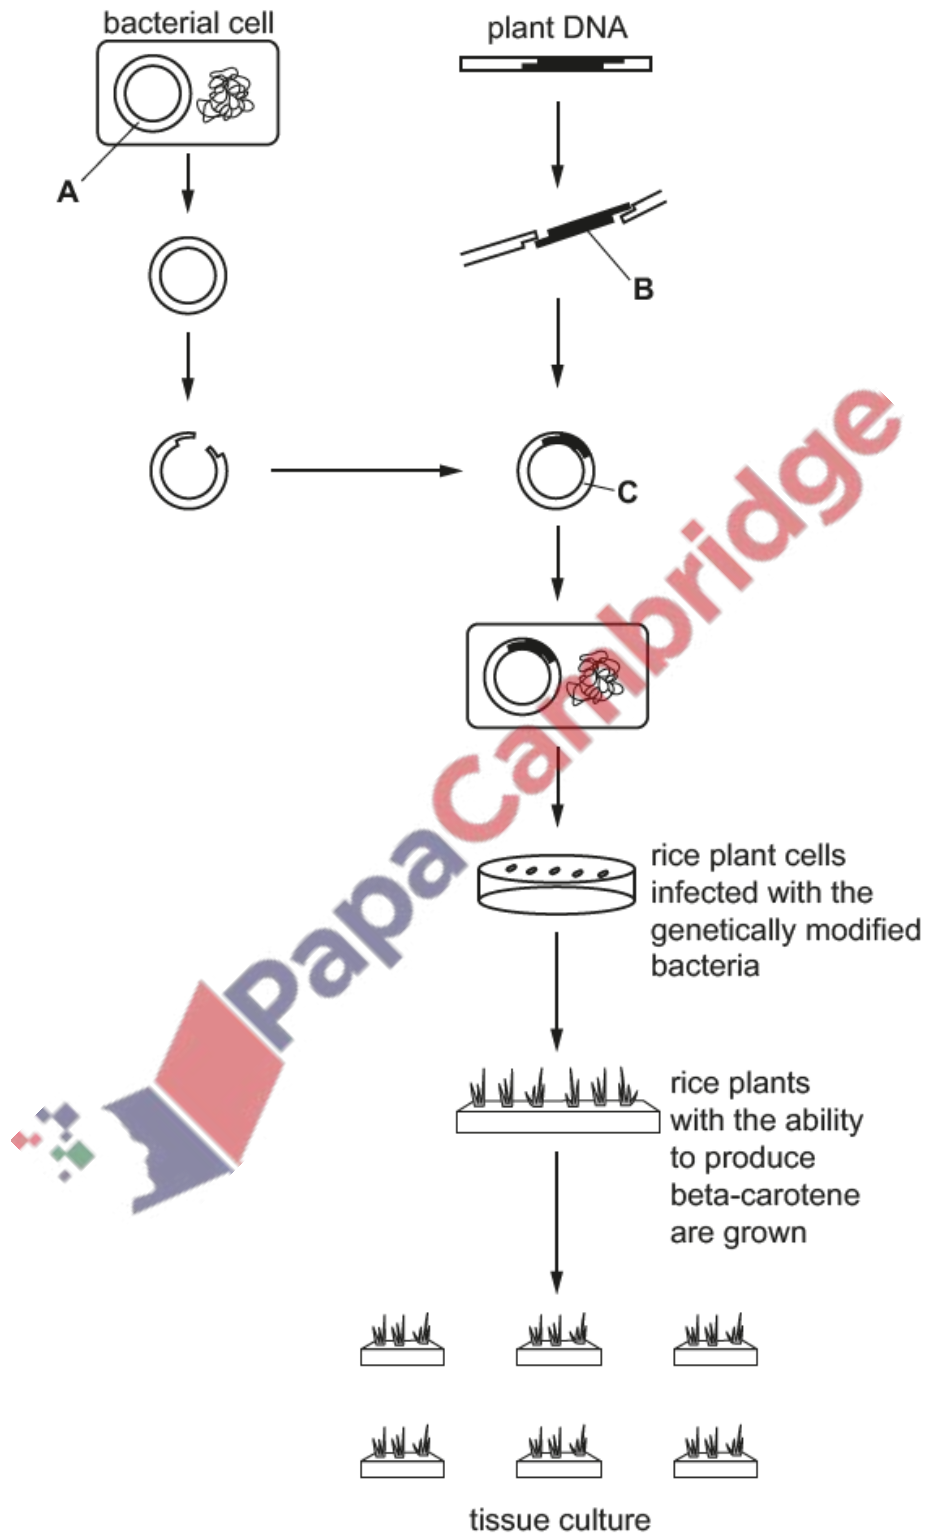 bacterial cell
plant DNA
A
B
C
PapaCambridge
rice plant cells
infected with the
genetically modified
bacteria
rice plants
with the ability
to produce
beta-carotene
are grown
tissue culture